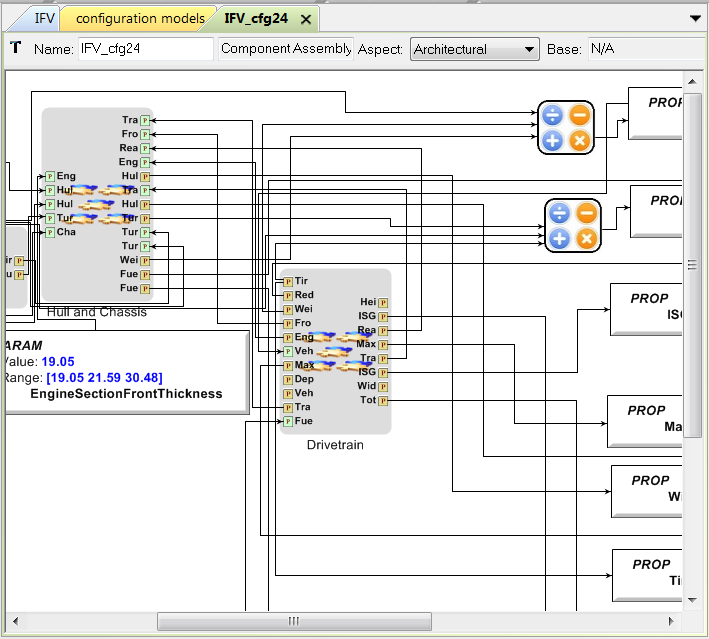 IFV
configuration models
IFV_cfg24
T Name: IFV_cfg24 Component Assembly Aspect: Architectural Base: N/A
Tra
Fro
Rea
Eng
Hul
Tra
Hul
Tur
Tur
Tur
Wei
Fue
Fue
Eng
Hul
Hul
Tur
Cha
Hull and Chassis
ir
u
ARAM
Value: 19.05
Range: [19.05 21.59 30.48]
EngineSectionFrontThickness
Tir
Red
Wei
Fro
Eng
Veh
Max
Dep
Veh
Tra
Fue
Hei
ISG
Rea
Max
Tra
ISG
Wid
Tot
Drivetrain
PROP
PROP
PROP
ISG
PROP
Ma
PROP
Wi
PROP
Ti